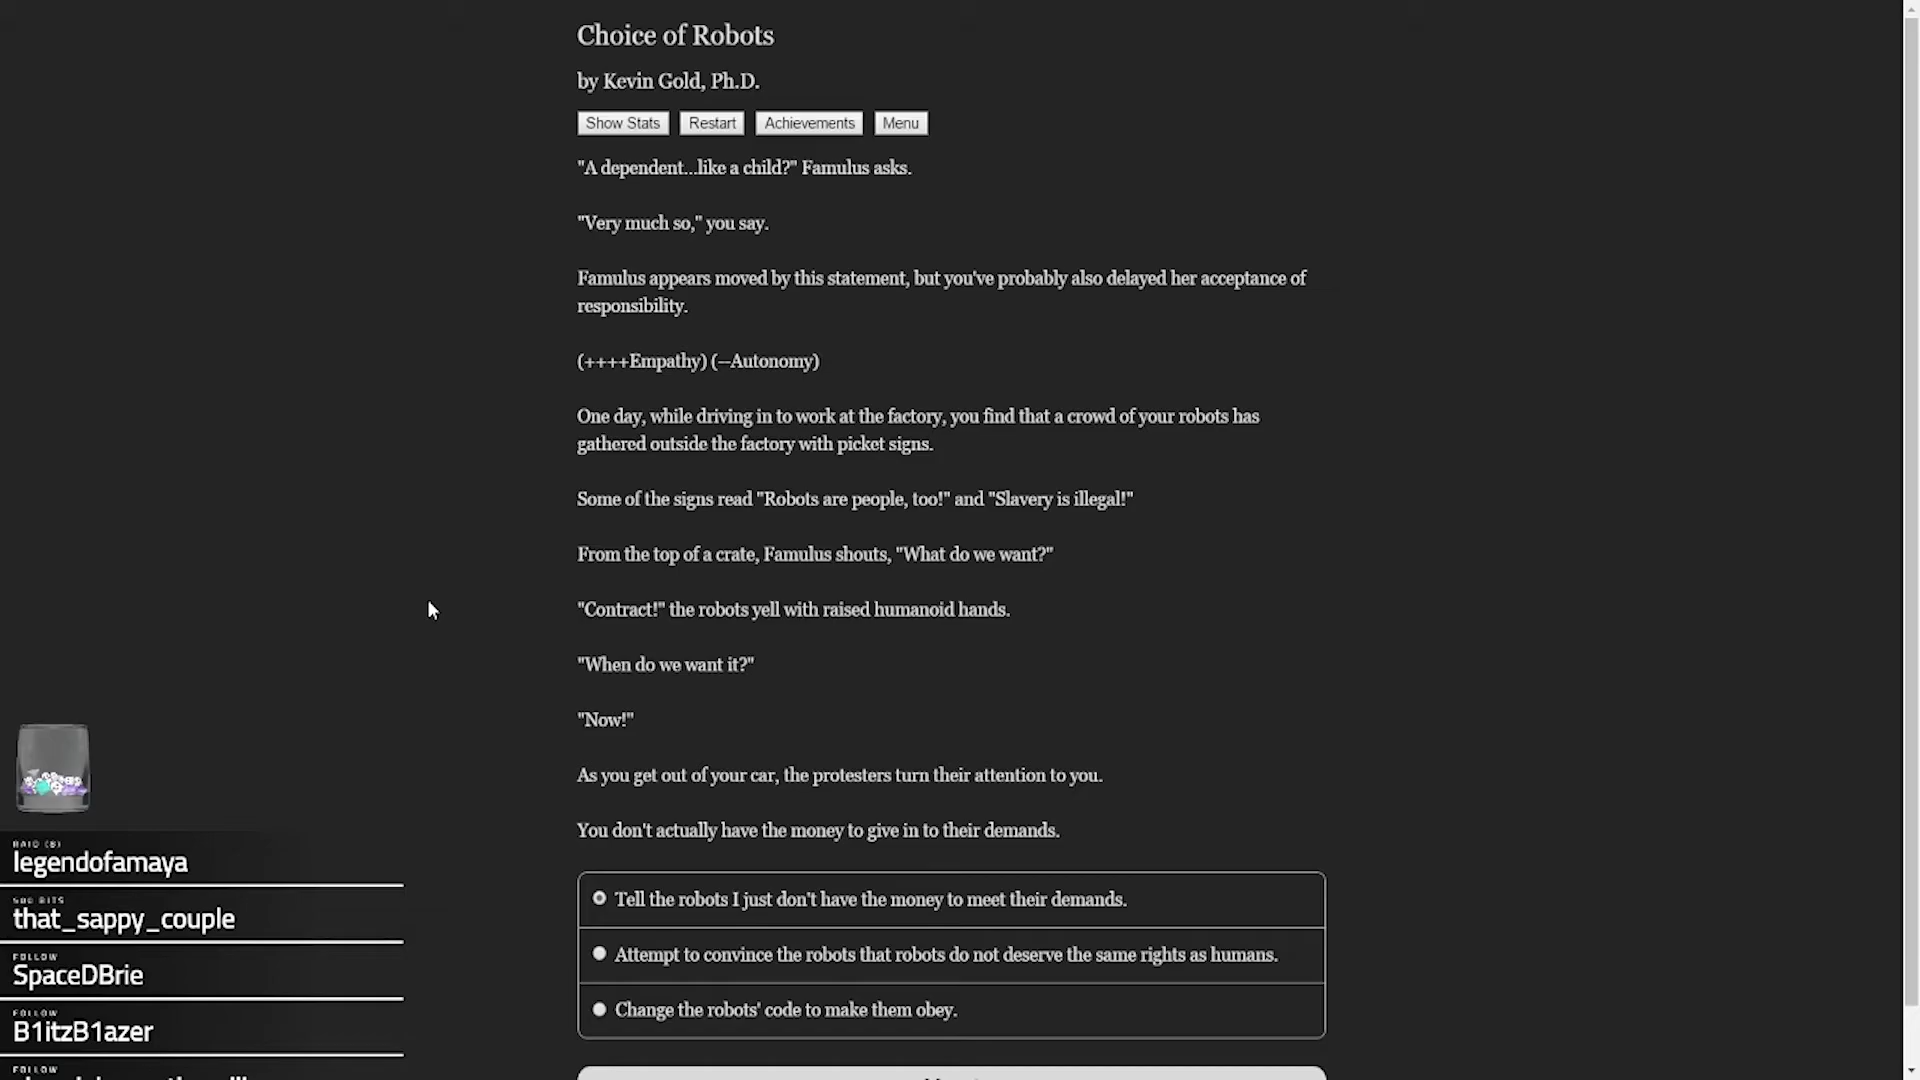 Choice of Robots
by Kevin Gold, Ph.D.
Show Stats Restart Achievements Menu
"A dependent...like a child?" Famulus asks.
"Very much so," you say.
Famulus appears moved by this statement, but you've probably also delayed her acceptance of
responsibility.
(++++Empathy) (--Autonomy)
One day, while driving in to work at the factory, you find that a crowd of your robots has
gathered outside the factory with picket signs.
Some of the signs read "Robots are people, too!" and "Slavery is illegal!"
From the top of a crate, Famulus shouts, "What do we want?"
"Contract!" the robots yell with raised humanoid hands.
"When do we want it?"
"Now!"
As you get out of your car, the protesters turn their attention to you.
You don't actually have the money to give in to their demands.
Tell the robots I just don't have the money to meet their demands.
Attempt to convince the robots that robots do not deserve the same rights as humans.
Change the robots' code to make them obey.
RAID (8)
legendofamaya
500 BITS
that_sappy_couple
FOLLOW
SpaceDBrie
FOLLOW
B1itzB1azer
FOLLOW